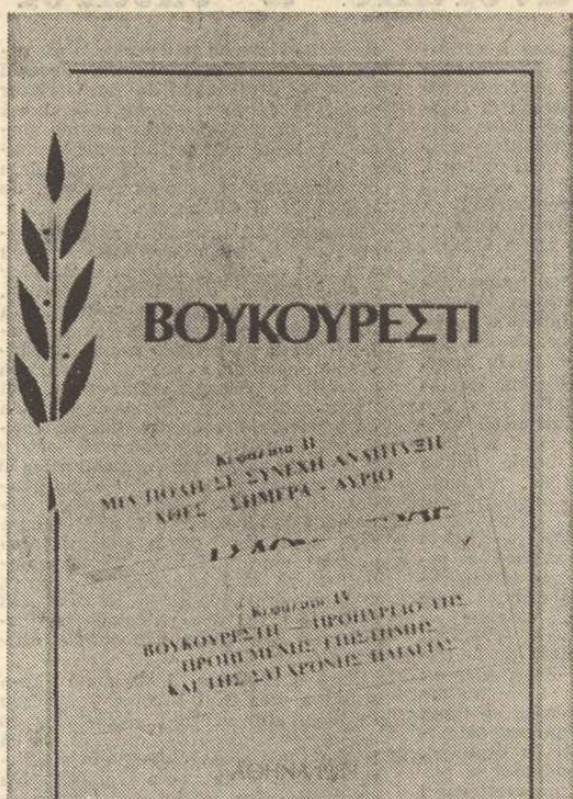 ΒΟΥΚΟΥΡΕΣΤΙ
Κεφάλαιο II
ΜΙΑ ΠΟΛΗ ΣΕ ΣΥΝΕΧΗ ΑΝΑΠΤΥΞΗ
ΧΘΕΣ - ΣΗΜΕΡΑ - ΑΥΡΙΟ
Κεφάλαιο IV
ΒΟΥΚΟΥΡΕΣΤΙ — ΠΡΟΠΥΡΓΙΟ ΤΗΣ
ΠΡΟΗΓΜΕΝΗΣ ΕΠΙΣΤΗΜΗΣ
ΚΑΙ ΤΗΣ ΣΥΓΧΡΟΝΗΣ ΠΑΙΔΕΙΑΣ
ΑΘΗΝΑ